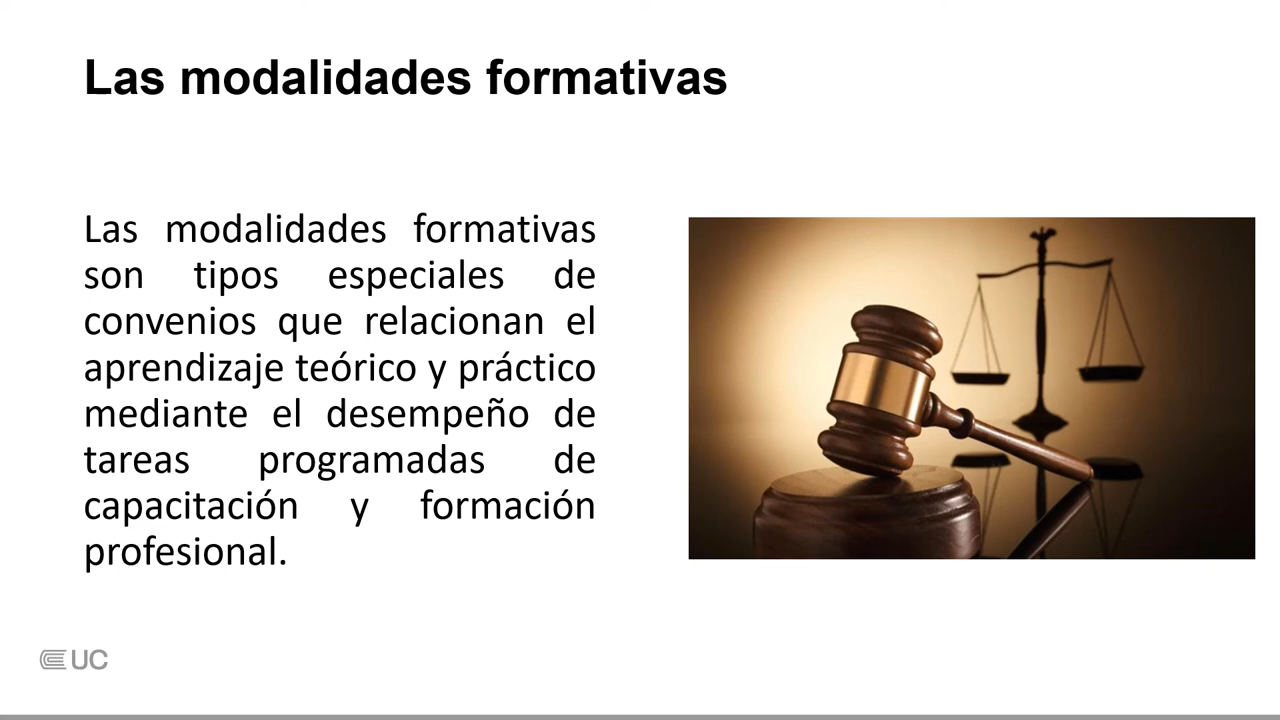 Las modalidades formativas
Las modalidades formativas
son tipos especiales de
convenios que relacionan el
aprendizaje teórico y práctico
mediante el desempeño de
tareas programadas de
capacitación y formación
profesional.
UC